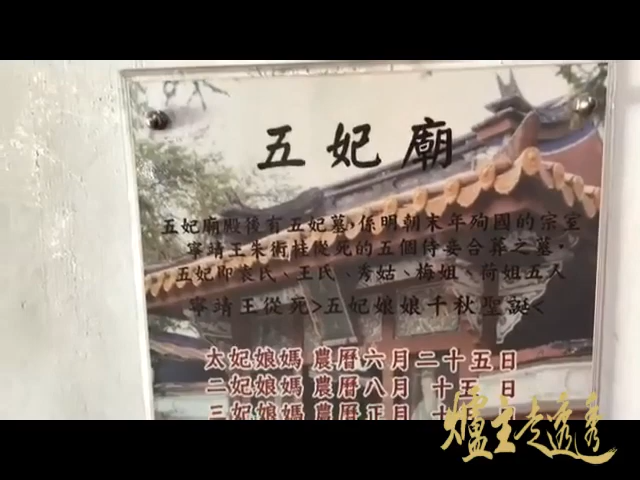 五妃廟
五妃廟殿後有五妃墓,係明朝末年殉國的宗室
寧靖王朱術桂從死的五個侍妾合葬之墓。
五妃即袁氏、王氏、秀姑、梅姐、荷姐五人
寧靖王從死>五妃娘娘千秋聖誕<
太妃娘媽 農曆六月二十五日
二妃娘媽 農曆八月 十五 日
三妃娘媽 農曆正月 十
爐主走透透